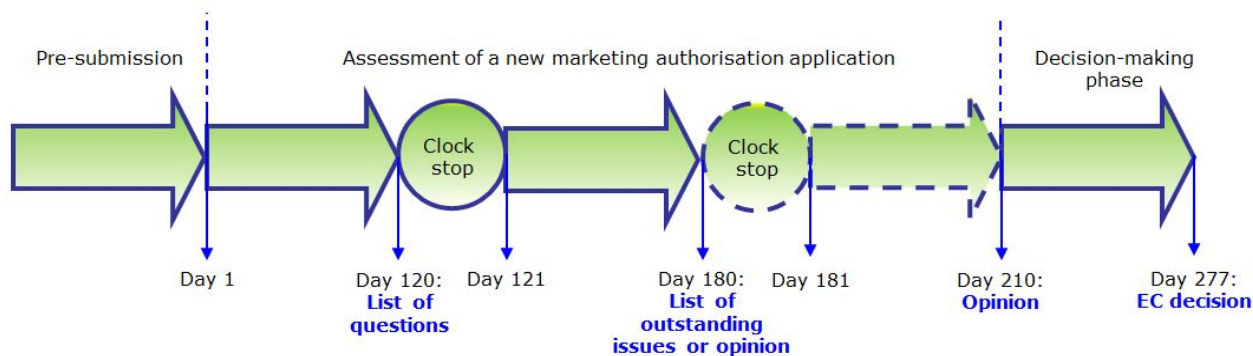 Pre-submission
Assessment of a new marketing authorisation application
Decision-making
phase
Clock
stop
Clock
stop
Day 1
Day 120:
List of
questions
Day 121
Day 180:
List of
outstanding
issues or opinion
Day 181
Day 210:
Opinion
Day 277:
EC decision